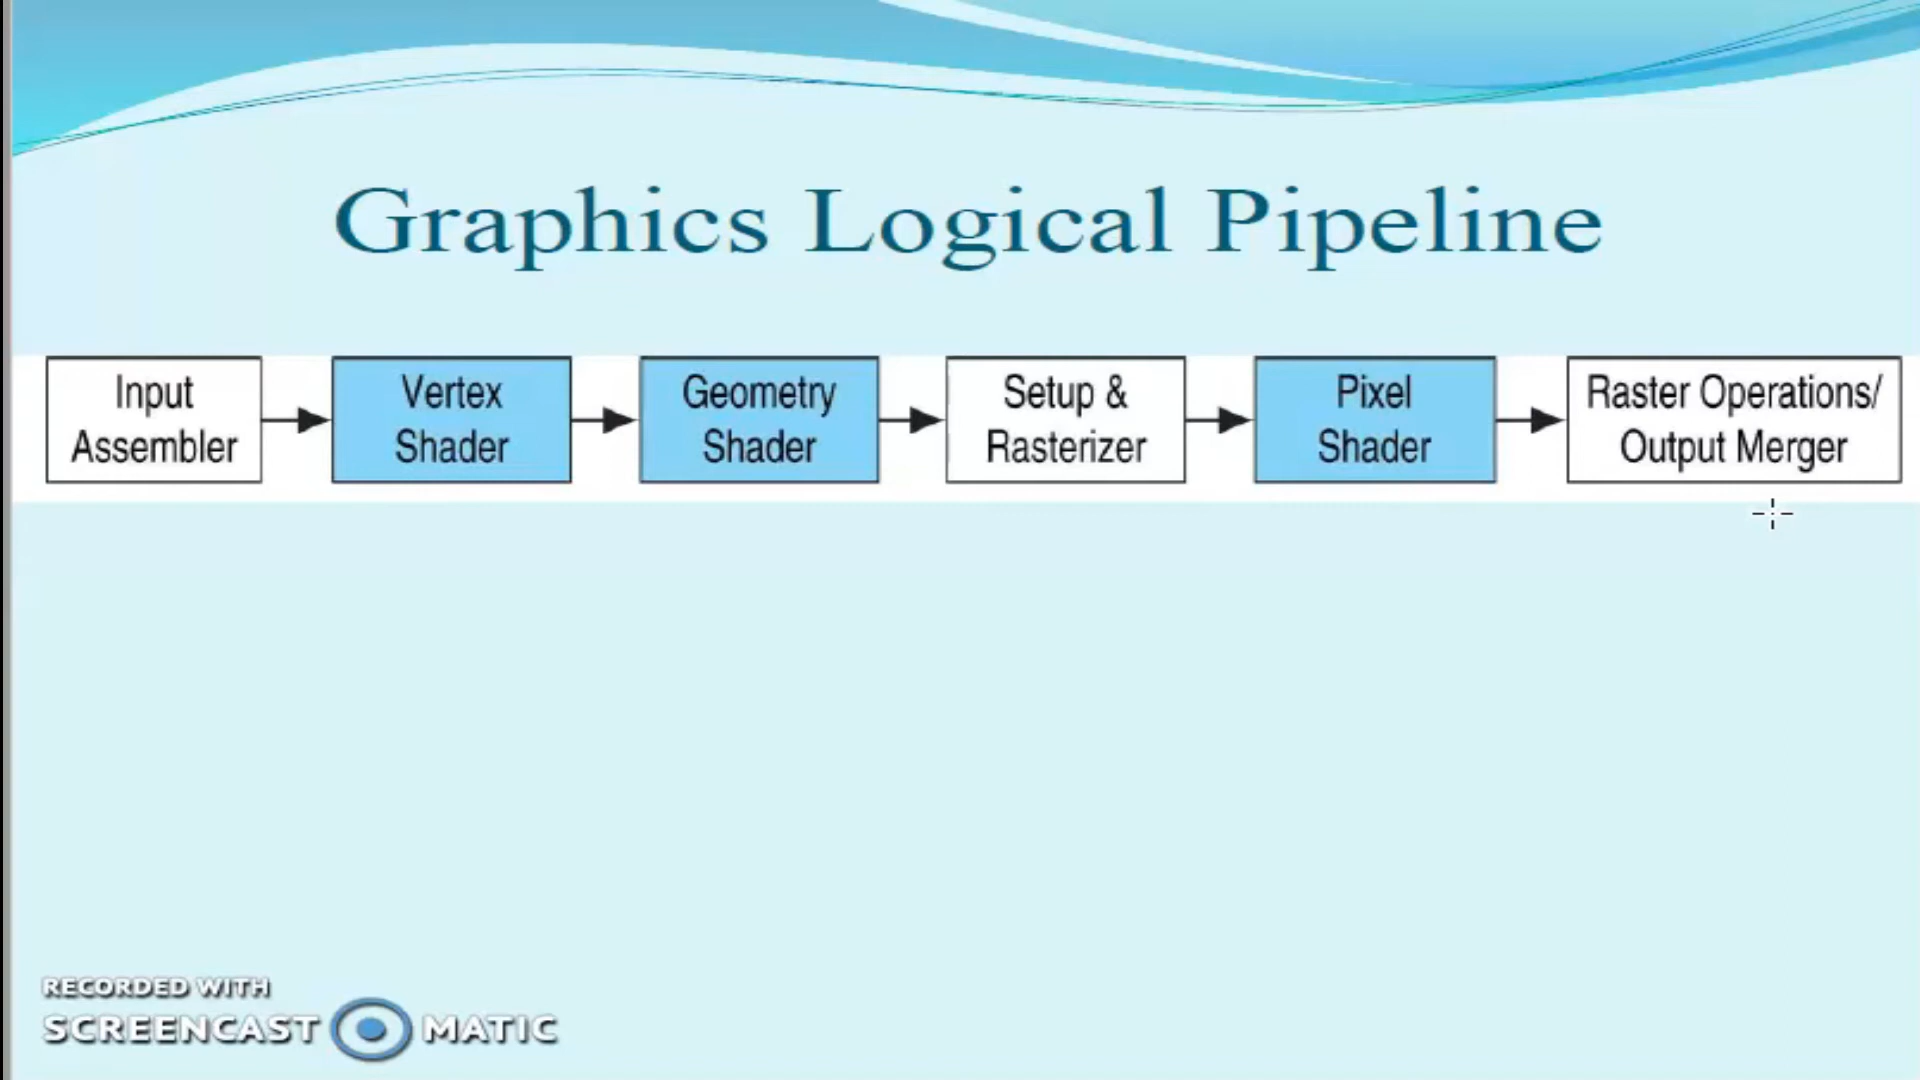 Graphics Logical Pipeline
Input
Assembler
Vertex
Shader
Geometry
Shader
Setup &
Rasterizer
Pixel
Shader
Raster Operations/
Output Merger
RECORDED WITH
SCREENCAST MATIC